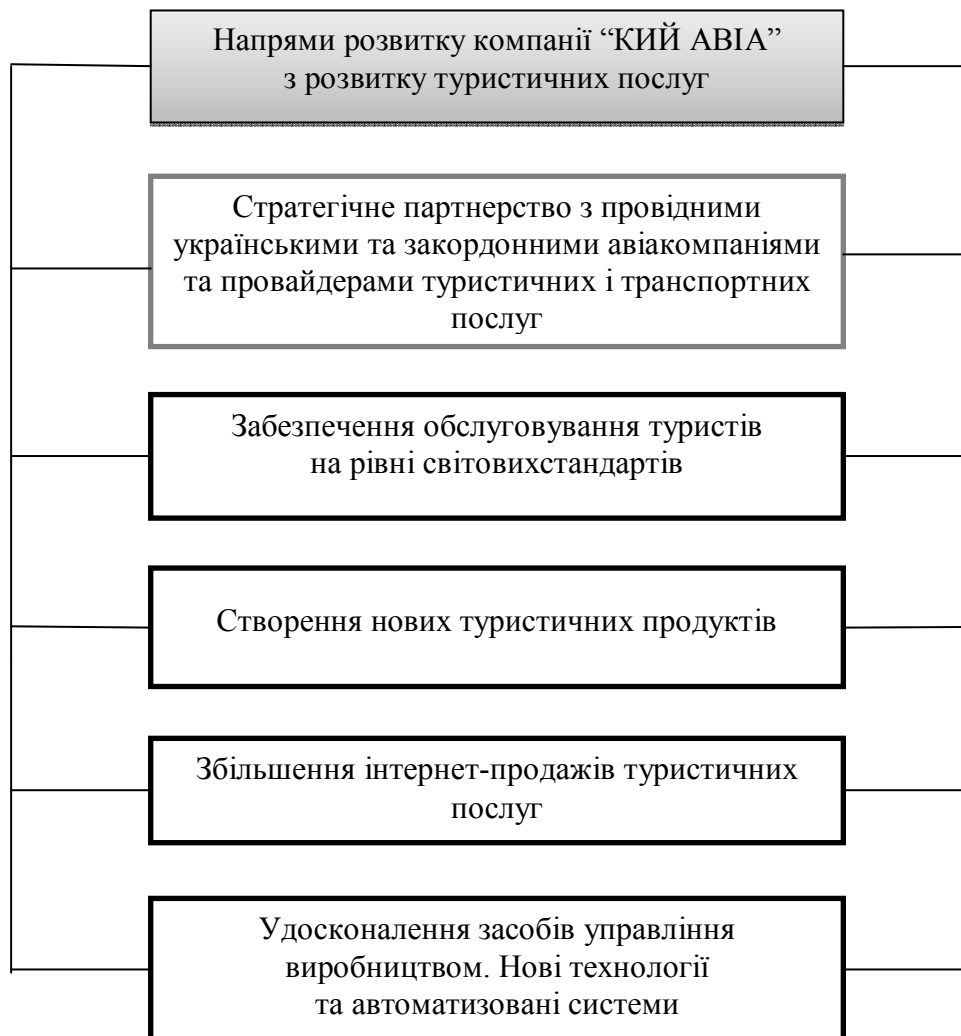 Напрями розвитку компанії “КИЙ АВІА”
з розвитку туристичних послуг
Стратегічне партнерство з провідними
українськими та закордонними авіакомпаніями
та провайдерами туристичних і транспортних
послуг
Забезпечення обслуговування туристів
на рівні світовихстандартів
Створення нових туристичних продуктів
Збільшення інтернет-продажів туристичних
послуг
Удосконалення засобів управління
виробництвом. Нові технології
та автоматизовані системи